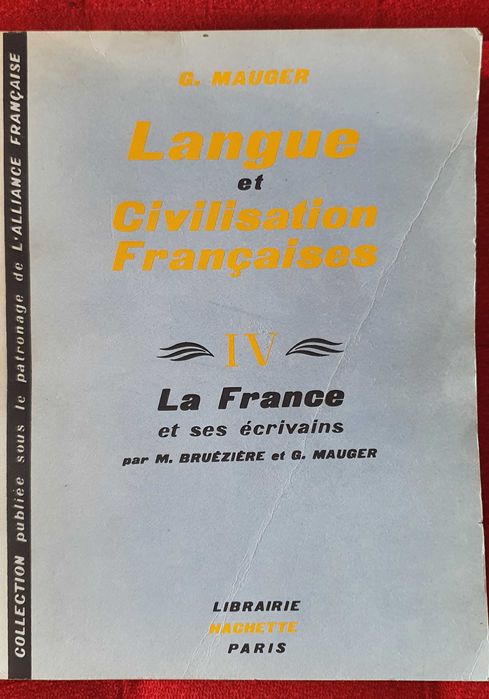 COLLECTION publiée sous le patronage de L'ALLIANCE FRANÇAISE
G. MAUGER
Langue
et
Civilisation
Françaises
IV
La France
et ses écrivains
par M. BRUÉZIÈRE et G. MAUGER
LIBRAIRIE
HACHETTE
PARIS